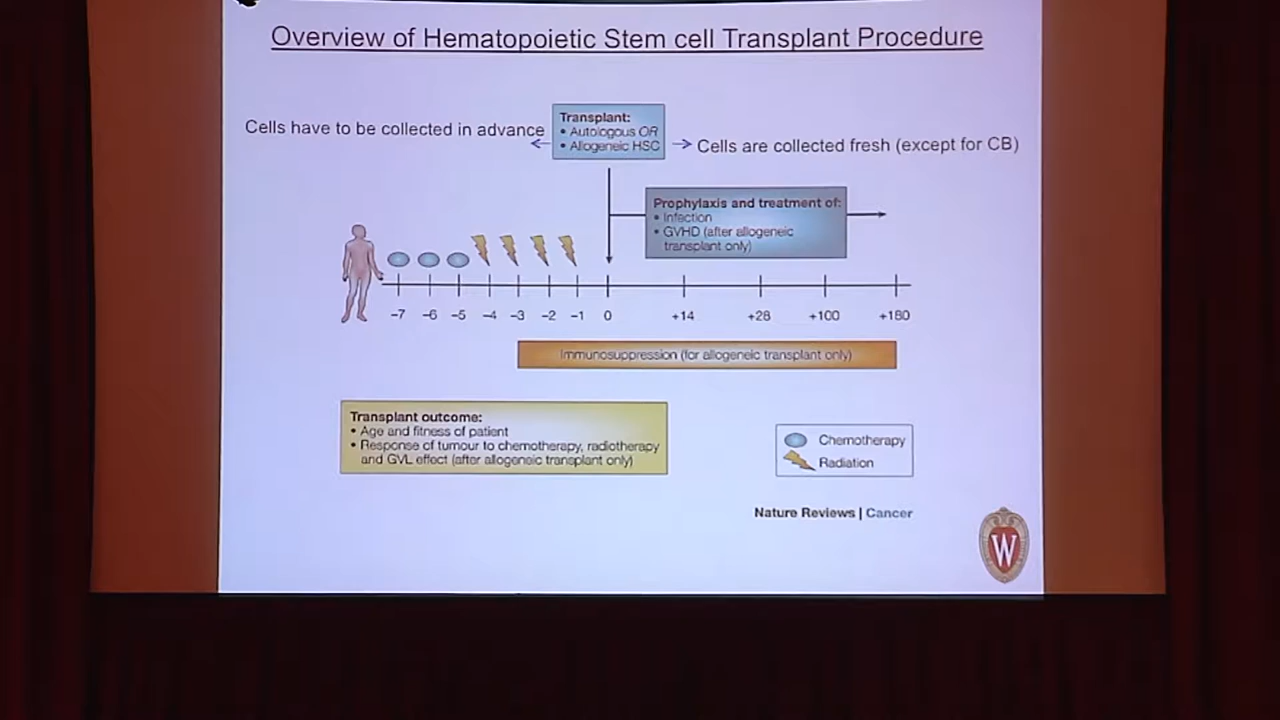 Overview of Hematopoietic Stem cell Transplant Procedure
Cells have to be collected in advance
Transplant:
• Autologous OR
• Allogeneic HSC
Cells are collected fresh (except for CB)
Prophylaxis and treatment of:
• Infection
• GVHD (after allogeneic
transplant only)
−7 −6 −5 −4 −3 −2 −1 0 +14 +28 +100 +180
Immunosuppression (for allogeneic transplant only)
Transplant outcome:
• Age and fitness of patient
• Response of tumour to chemotherapy, radiotherapy
and GVL effect (after allogeneic transplant only)
Chemotherapy
Radiation
Nature Reviews | Cancer
W